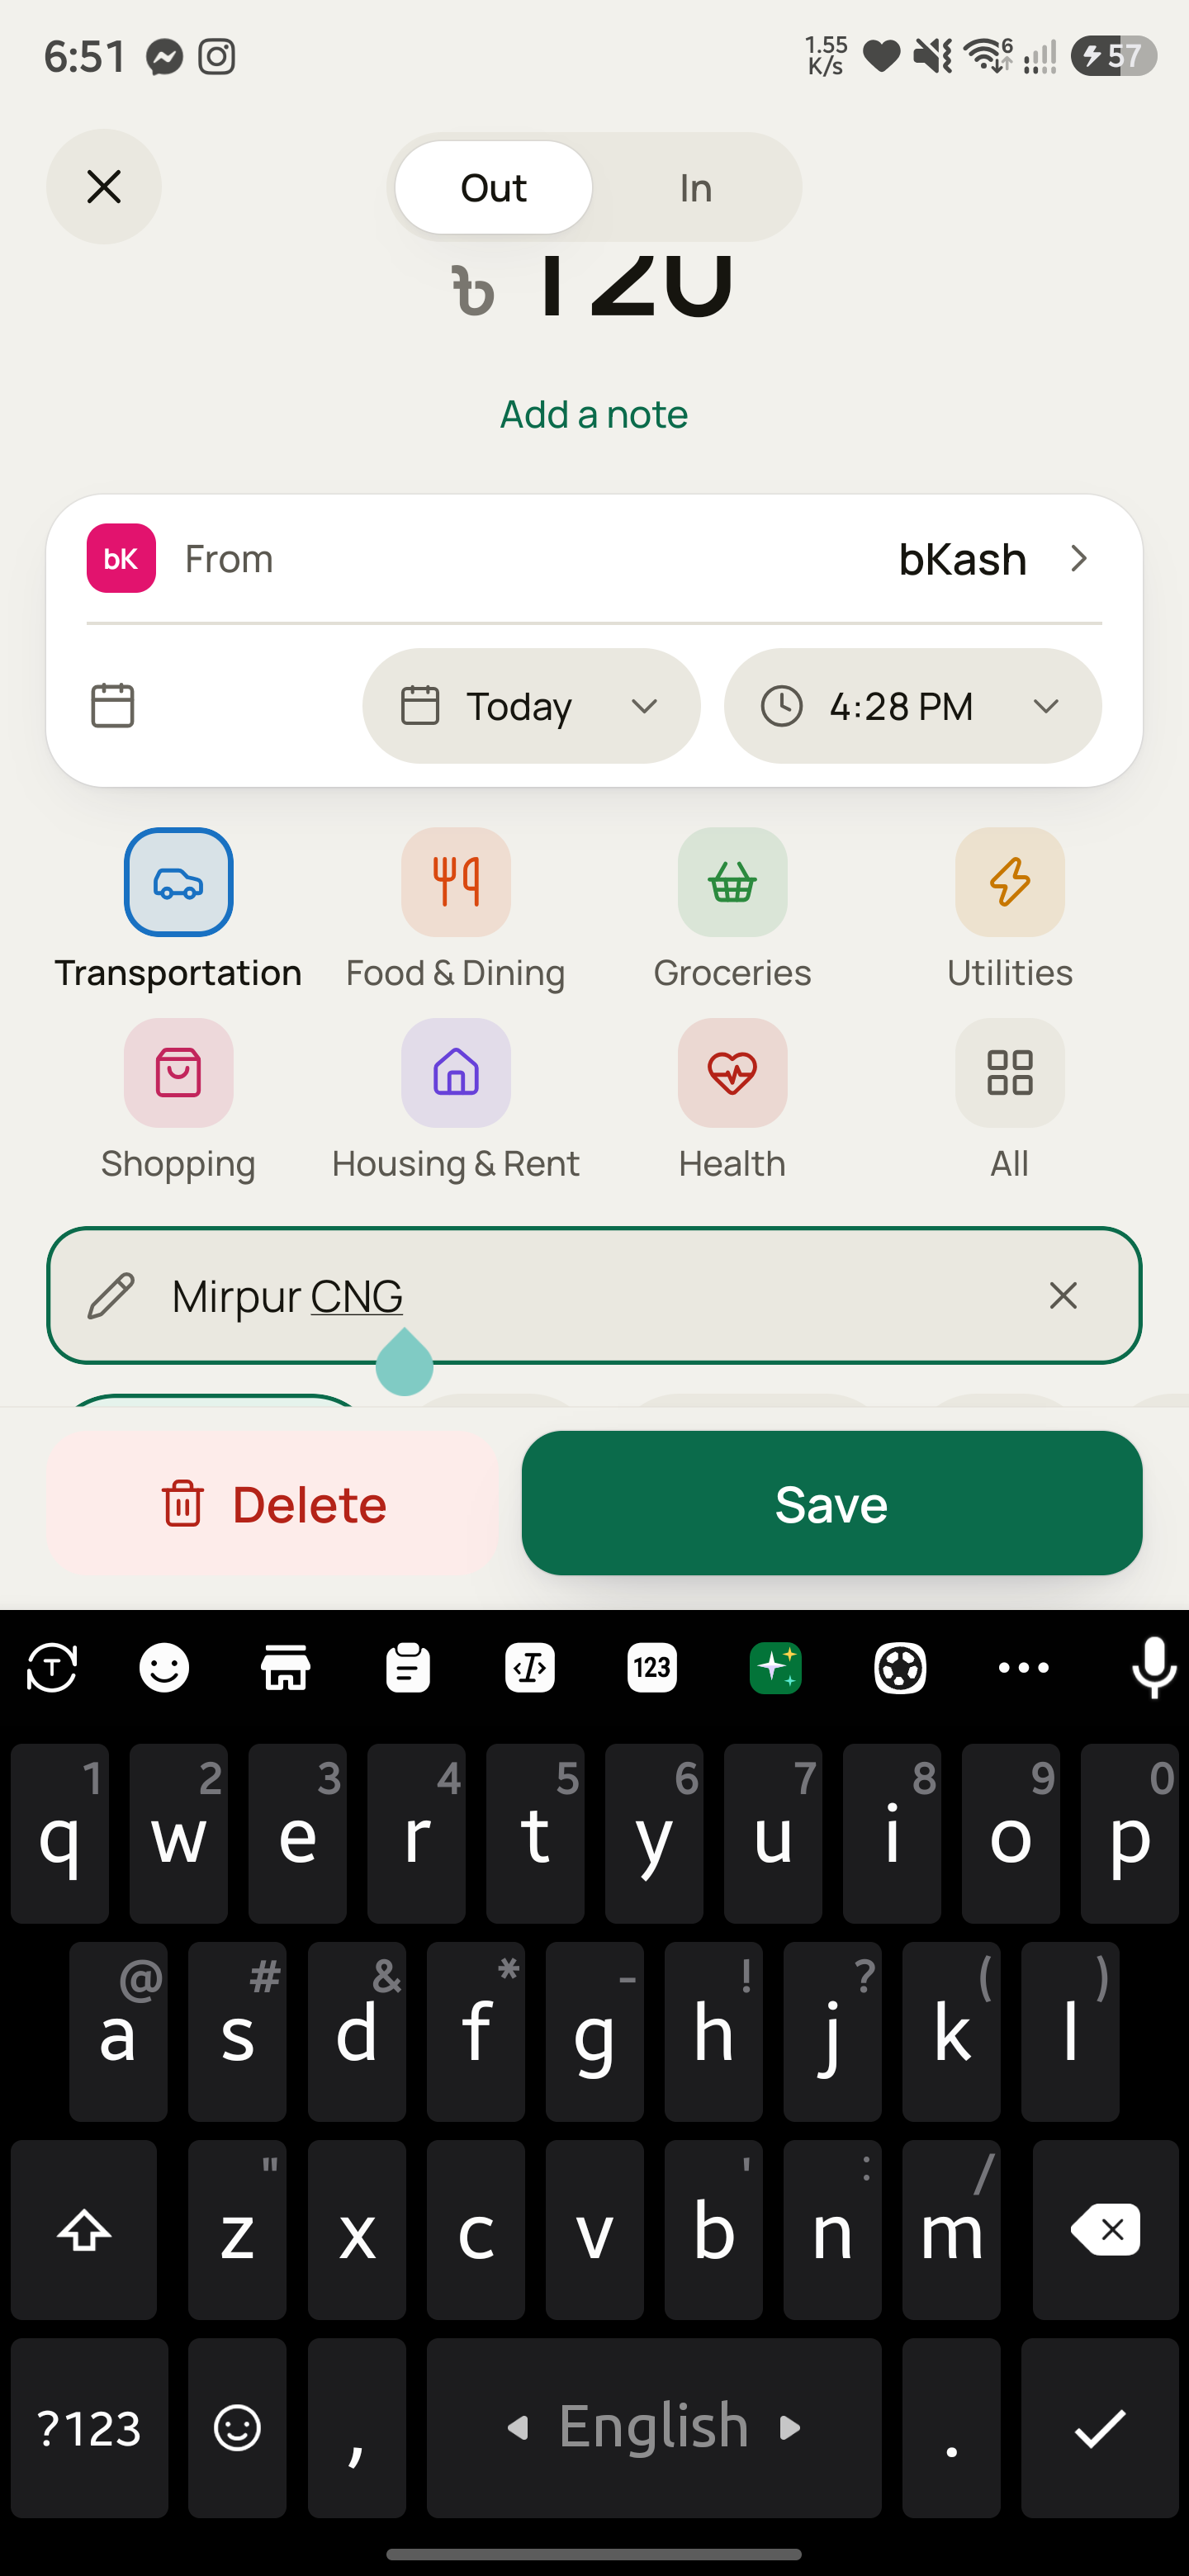 6:51
1.55 K/s 6 57
Out In
৳ 120
Add a note
bK From bKash
Today 4:28 PM
Transportation Food & Dining Groceries Utilities
Shopping Housing & Rent Health All
Mirpur CNG
Delete Save
T 123
1 2 3 4 5 6 7 8 9 0
q w e r t y u i o p
@ # & * - ! ? ( )
a s d f g h j k l
" ' : /
z x c v b n m
?123 , English .